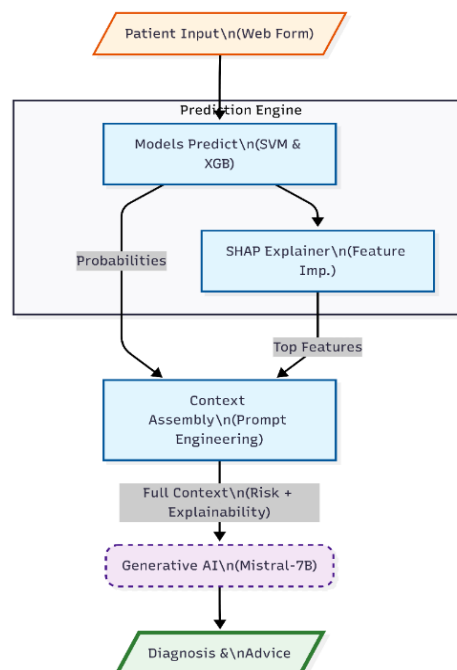 Patient Input\n(Web Form)
Prediction Engine
Models Predict\n(SVM &
XGB)
SHAP Explainer\n(Feature
Imp.)
Probabilities
Top Features
Context
Assembly\n(Prompt
Engineering)
Full Context\n(Risk +
Explainability)
Generative AI\n(Mistral-7B)
Diagnosis &\nAdvice